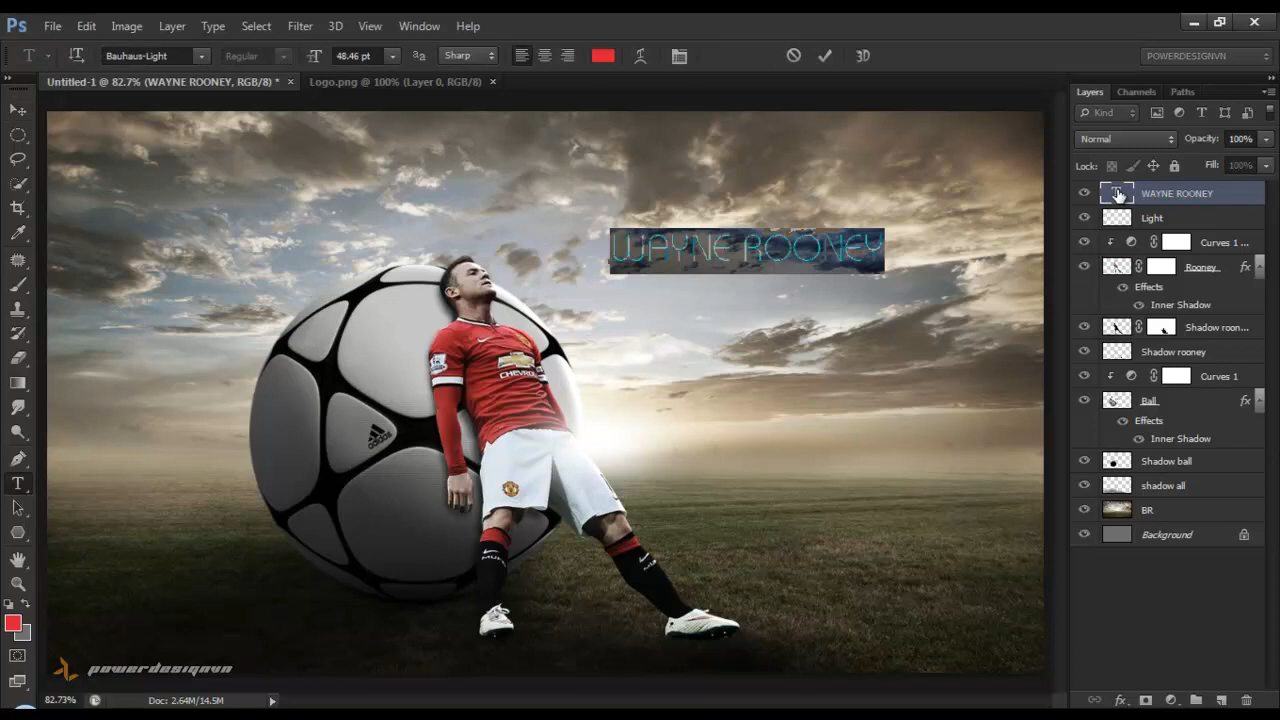 Ps File Edit Image Layer Type Select Filter 3D View Window Help
T Bauhaus-Light Regular 48.46 pt aa Sharp 3D POWERDESIGNVN
Untitled-1 @ 82.7% (WAYNE ROONEY, RGB/8) * × Logo.png @ 100% (Layer 0, RGB/8) ×
Layers Channels Paths
Kind
Normal Opacity: 100%
Lock: Fill: 100%
WAYNE ROONEY
Light
Curves 1 ...
Rooney fx
Effects
Inner Shadow
Shadow roon...
Shadow rooney
Curves 1
Ball fx
Effects
Inner Shadow
Shadow ball
shadow all
BR
Background
WAYNE ROONEY
CHEVROLET
adidas
powerdesignvn
82.73% Doc: 2.64M/14.5M